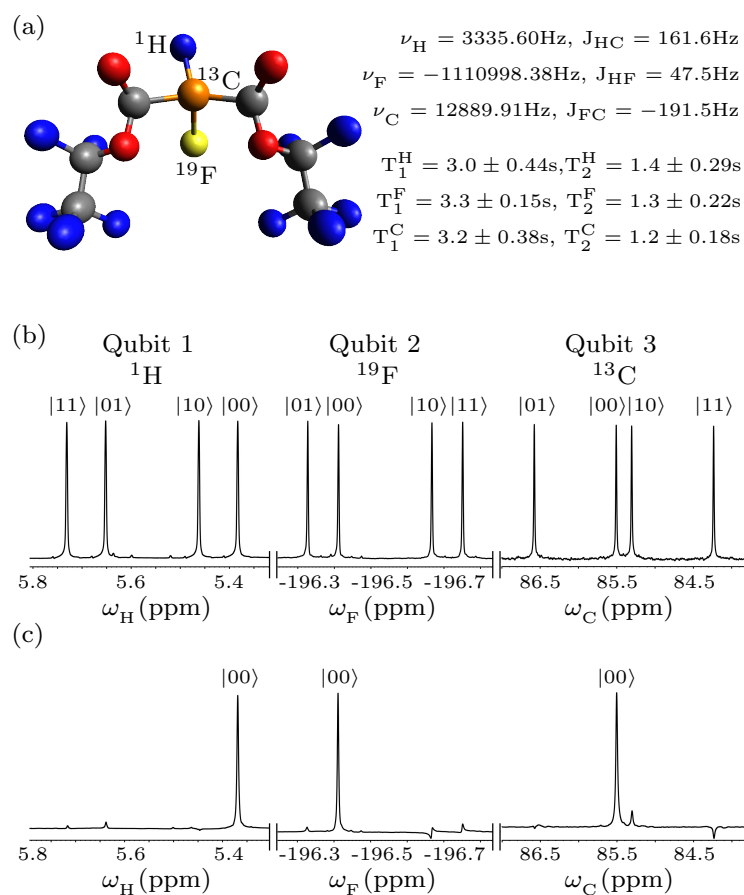 (a)
¹H
¹³C
¹⁹F
ν_H = 3335.60Hz, J_HC = 161.6Hz
ν_F = −1110998.38Hz, J_HF = 47.5Hz
ν_C = 12889.91Hz, J_FC = −191.5Hz
T₁^H = 3.0 ± 0.44s, T₂^H = 1.4 ± 0.29s
T₁^F = 3.3 ± 0.15s, T₂^F = 1.3 ± 0.22s
T₁^C = 3.2 ± 0.38s, T₂^C = 1.2 ± 0.18s
(b)
Qubit 1 Qubit 2 Qubit 3
¹H ¹⁹F ¹³C
|11⟩ |01⟩ |10⟩ |00⟩ |01⟩ |00⟩ |10⟩ |11⟩ |01⟩ |00⟩ |10⟩ |11⟩
5.8 5.6 5.4 -196.3 -196.5 -196.7 86.5 85.5 84.5
ω_H (ppm) ω_F (ppm) ω_C (ppm)
(c)
|00⟩ |00⟩ |00⟩
5.8 5.6 5.4 -196.3 -196.5 -196.7 86.5 85.5 84.5
ω_H (ppm) ω_F (ppm) ω_C (ppm)